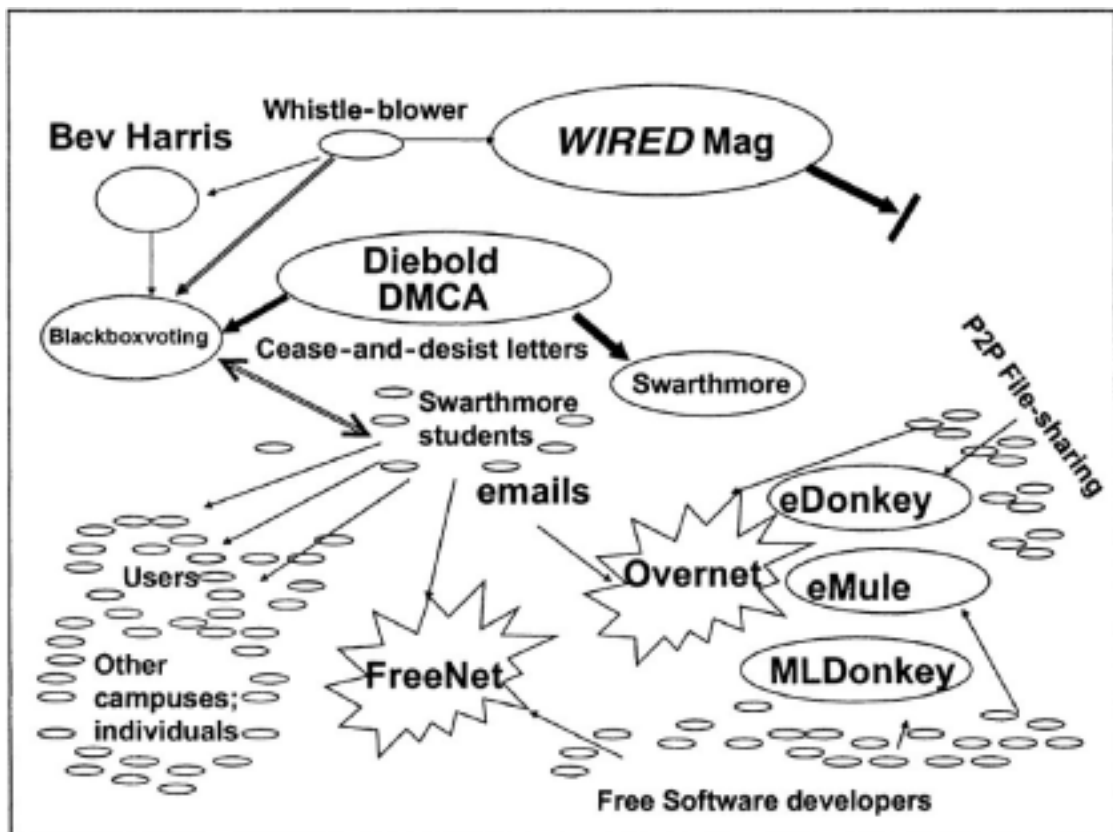 Whistle-blower
Bev Harris
WIRED Mag
Diebold
DMCA
Blackboxvoting
Cease-and-desist letters
Swarthmore
P2P File-sharing
Swarthmore
students
emails
eDonkey
Users
Overnet
eMule
Other
campuses;
individuals
FreeNet
MLDonkey
Free Software developers